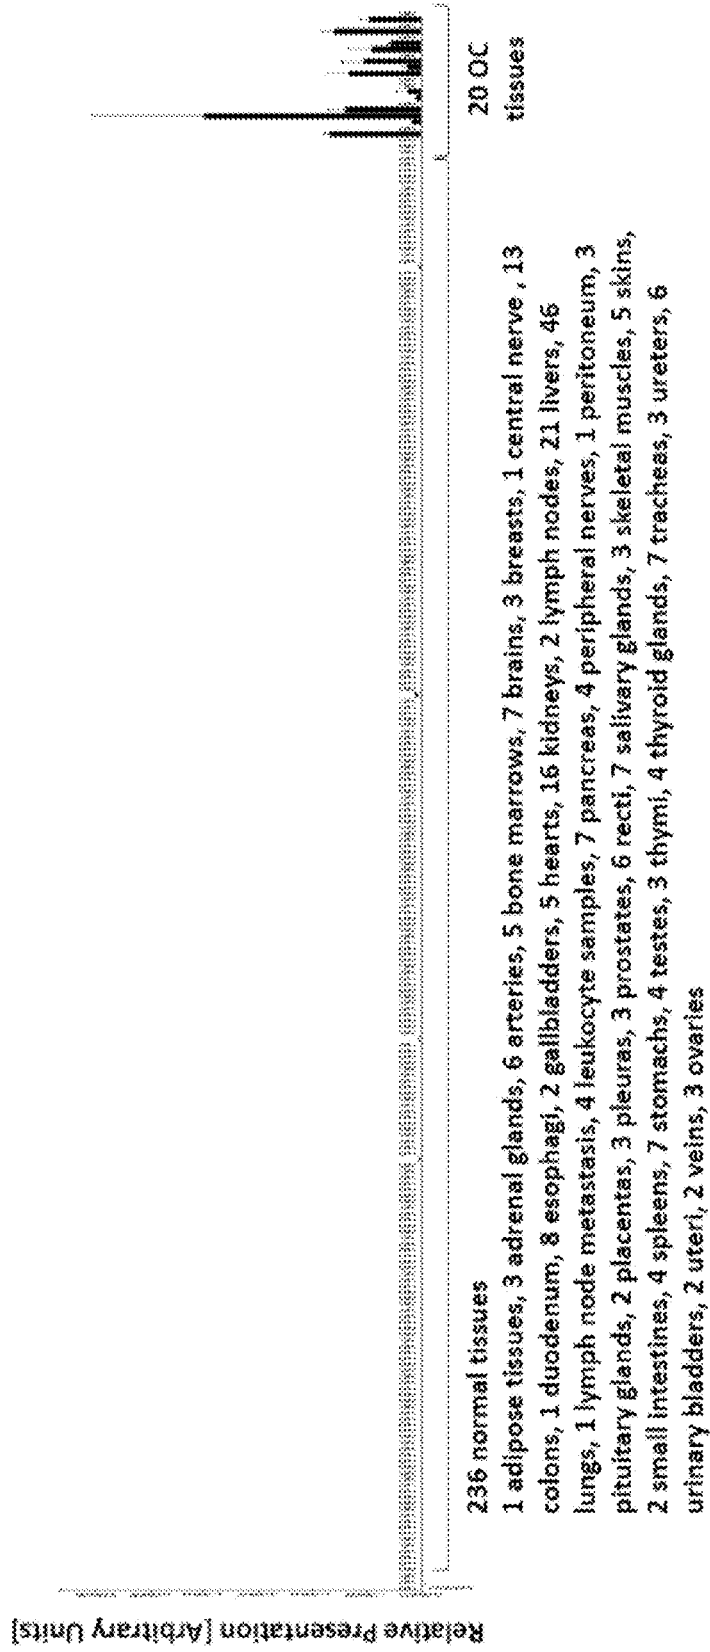 Relative Presentation [Arbitrary Units]
236 normal tissues
1 adipose tissues, 3 adrenal glands, 6 arteries, 5 bone marrows, 7 brains, 3 breasts, 1 central nerve , 13
colons, 1 duodenum, 8 esophagi, 2 gallbladders, 5 hearts, 16 kidneys, 2 lymph nodes, 21 livers, 46
lungs, 1 lymph node metastasis, 4 leukocyte samples, 7 pancreas, 4 peripheral nerves, 1 peritoneum, 3
pituitary glands, 2 placentas, 3 pleuras, 3 prostates, 6 recti, 7 salivary glands, 3 skeletal muscles, 5 skins,
2 small intestines, 4 spleens, 7 stomachs, 4 testes, 3 thymi, 4 thyroid glands, 7 tracheas, 3 ureters, 6
urinary bladders, 2 uteri, 2 veins, 3 ovaries
20 OC
tissues